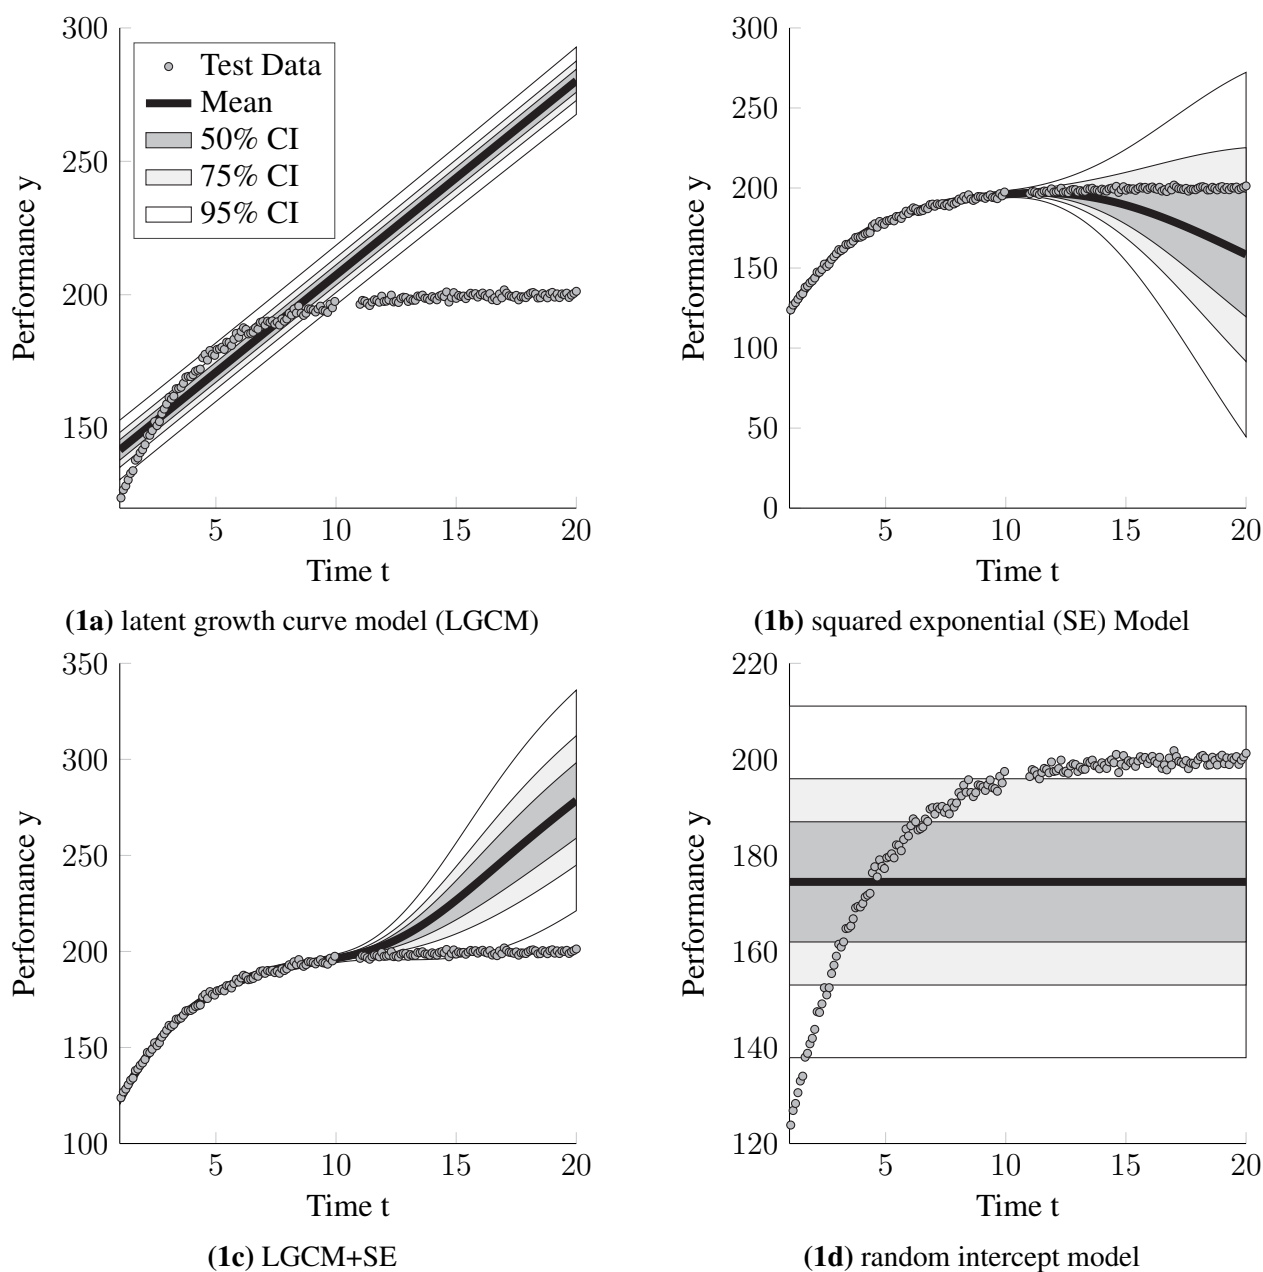 300
250
200
150
Performance y
Test Data
Mean
50% CI
75% CI
95% CI
5 10 15 20
Time t
(1a) latent growth curve model (LGCM)
300
250
200
150
100
50
0
Performance y
5 10 15 20
Time t
(1b) squared exponential (SE) Model
350
300
250
200
150
100
Performance y
5 10 15 20
Time t
(1c) LGCM+SE
220
200
180
160
140
120
Performance y
5 10 15 20
Time t
(1d) random intercept model